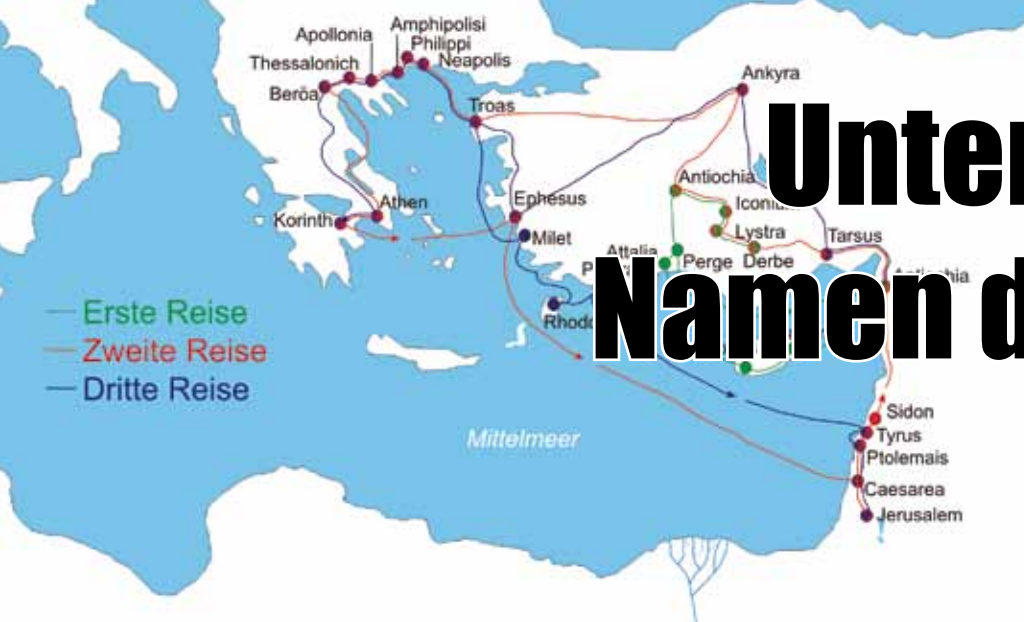 Amphipolisi
Apollonia
Philippi
Thessalonich
Neapolis
Beröa
Ankyra
Troas
Unter
Antiochia
Athen
Ephesus
Korinth
Lystra
Tarsus
Milet
Attalia
Perge
Derbe
Namen d
Erste Reise
Zweite Reise
Dritte Reise
Sidon
Mittelmeer
Tyrus
Ptolemais
Caesarea
Jerusalem